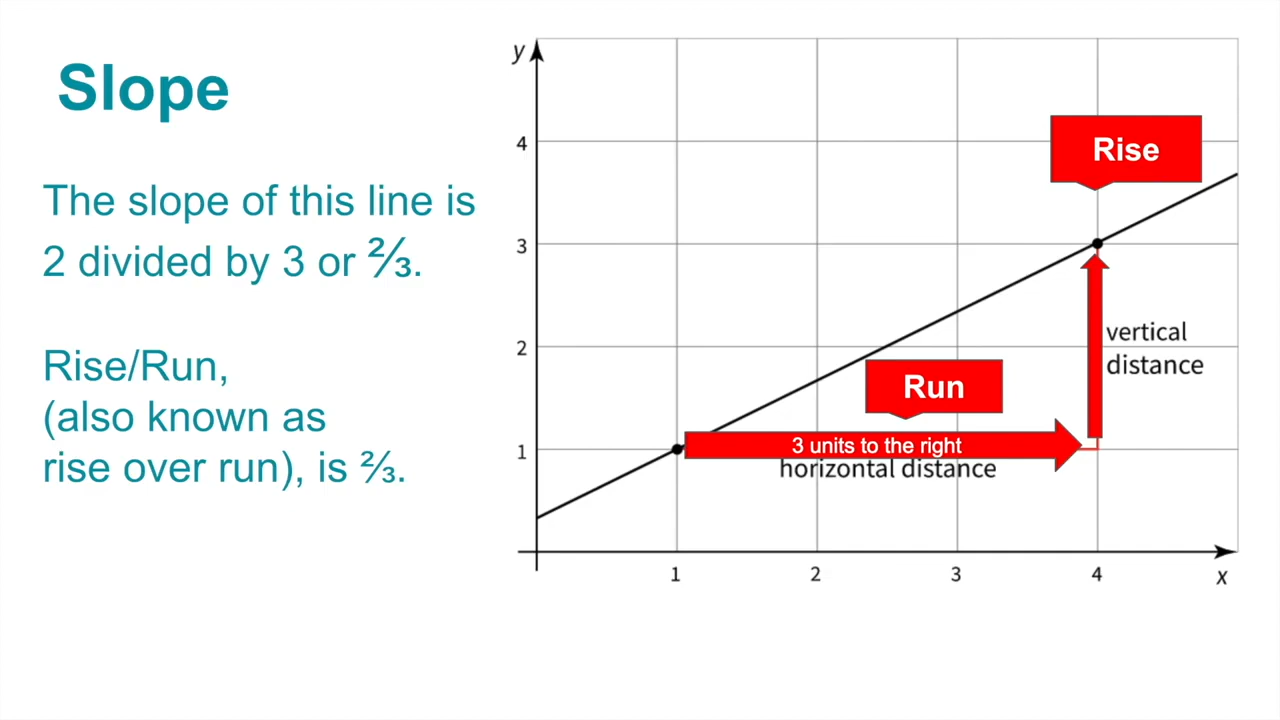 Slope
The slope of this line is
2 divided by 3 or ⅔.
Rise/Run,
(also known as
rise over run), is ⅔.
y
4
3
2
1
Rise
vertical
distance
Run
3 units to the right
horizontal distance
1 2 3 4 x